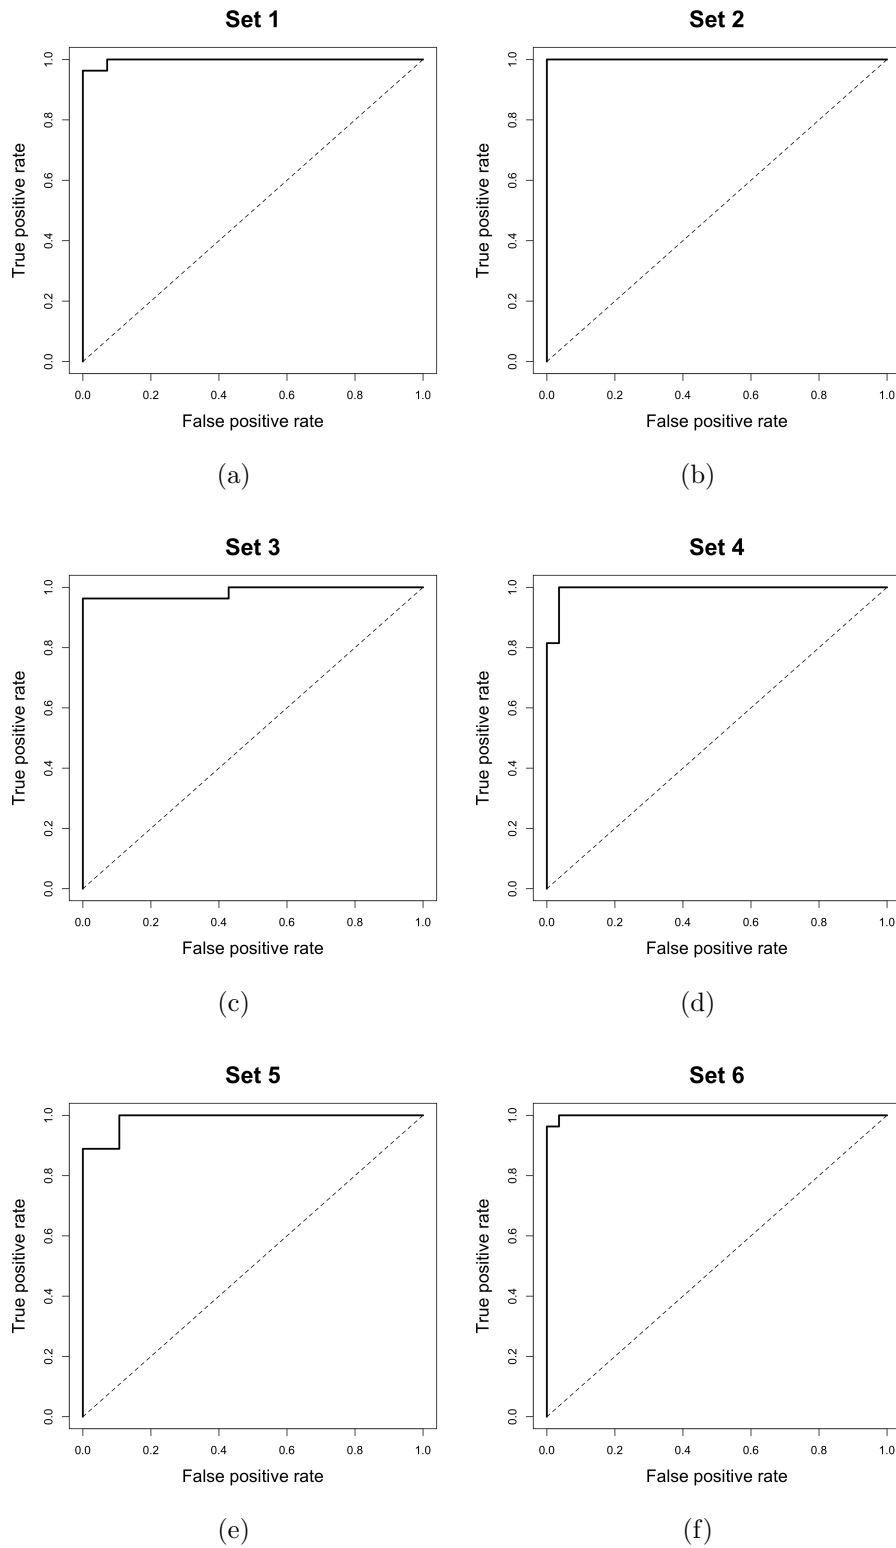 Set 1
1.0
0.8
0.6
0.4
0.2
0.0
True positive rate
0.0 0.2 0.4 0.6 0.8 1.0
False positive rate
(a)
Set 2
1.0
0.8
0.6
0.4
0.2
0.0
True positive rate
0.0 0.2 0.4 0.6 0.8 1.0
False positive rate
(b)
Set 3
1.0
0.8
0.6
0.4
0.2
0.0
True positive rate
0.0 0.2 0.4 0.6 0.8 1.0
False positive rate
(c)
Set 4
1.0
0.8
0.6
0.4
0.2
0.0
True positive rate
0.0 0.2 0.4 0.6 0.8 1.0
False positive rate
(d)
Set 5
1.0
0.8
0.6
0.4
0.2
0.0
True positive rate
0.0 0.2 0.4 0.6 0.8 1.0
False positive rate
(e)
Set 6
1.0
0.8
0.6
0.4
0.2
0.0
True positive rate
0.0 0.2 0.4 0.6 0.8 1.0
False positive rate
(f)